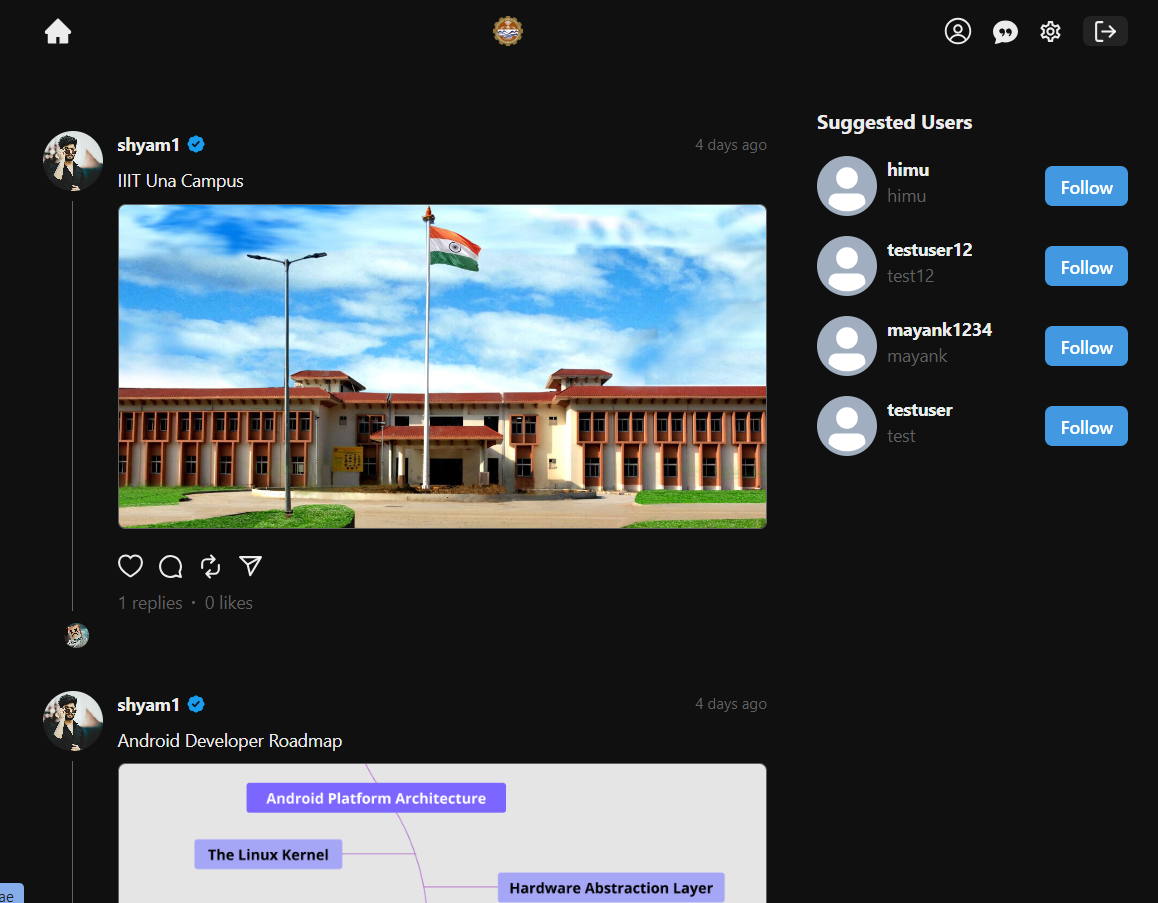 shyam1
4 days ago
IIIT Una Campus
1 replies · 0 likes
shyam1
4 days ago
Android Developer Roadmap
Android Platform Architecture
The Linux Kernel
Hardware Abstraction Layer
ae
Suggested Users
himu
himu
Follow
testuser12
test12
Follow
mayank1234
mayank
Follow
testuser
test
Follow